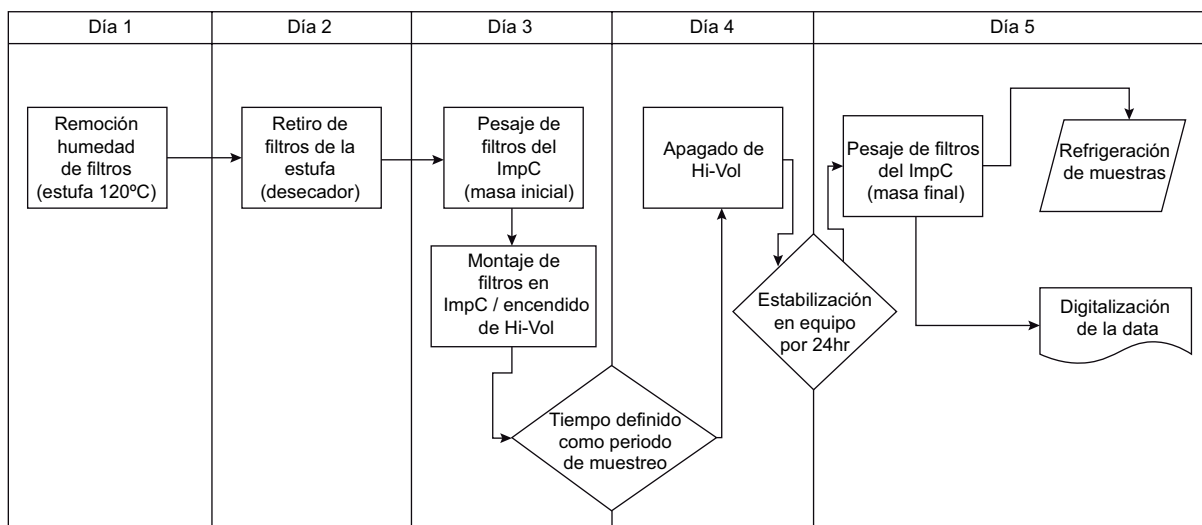 Día 1
Día 2
Día 3
Día 4
Día 5
Remoción
humedad
de filtros
(estufa 120ºC)
Retiro de
filtros de la
estufa
(desecador)
Pesaje de
filtros del
ImpC
(masa inicial)
Montaje de
filtros en
ImpC / encendido
de Hi-Vol
Tiempo definido
como periodo
de muestreo
Apagado de
Hi-Vol
Estabilización
en equipo
por 24hr
Pesaje de filtros
del ImpC
(masa final)
Refrigeración
de muestras
Digitalización
de la data